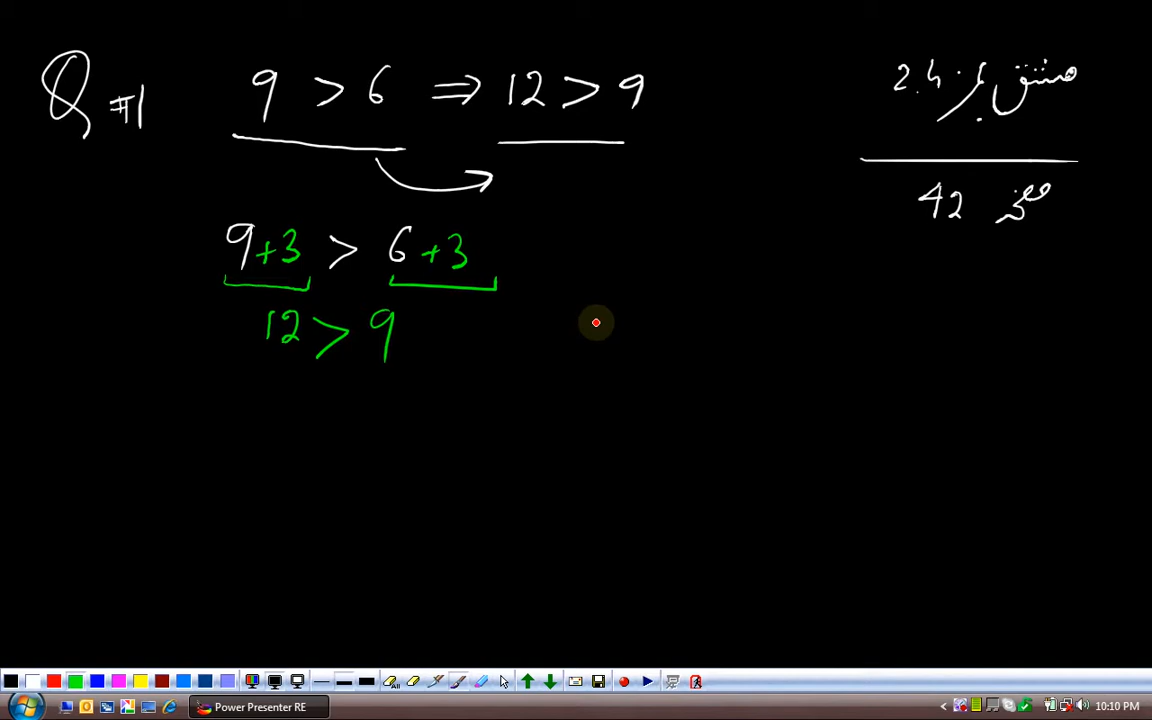 Q #1 9 > 6 ⇒ 12 > 9
مشق نمبر 2.4
صفحہ 42
9+3 > 6+3
12 > 9
Power Presenter RE
10:10 PM